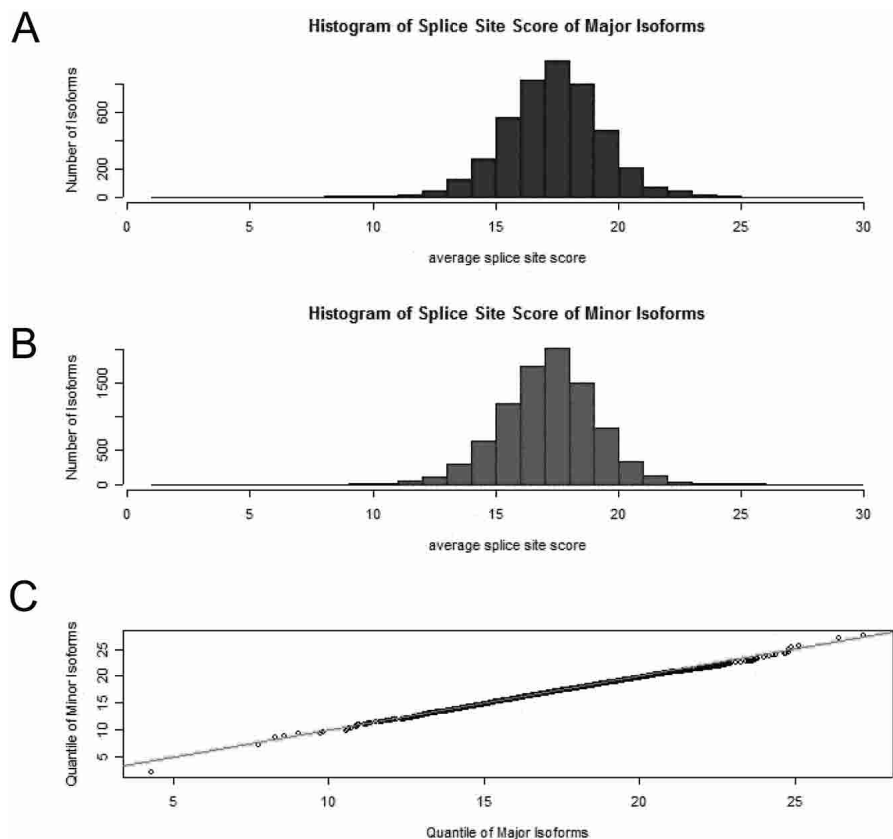 A
Histogram of Splice Site Score of Major Isoforms
Number of Isoforms
600
200
0
0 5 10 15 20 25 30
average splice site score
B
Histogram of Splice Site Score of Minor Isoforms
Number of Isoforms
1500
500
0
0 5 10 15 20 25 30
average splice site score
C
Quantile of Minor Isoforms
25
20
15
10
5
5 10 15 20 25
Quantile of Major Isoforms